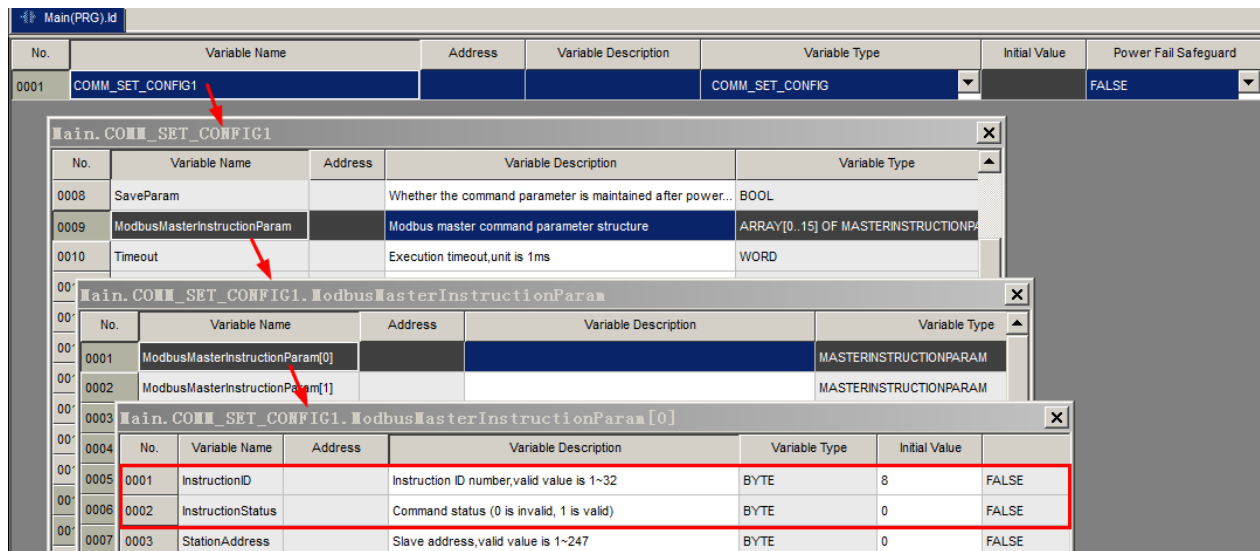 Main(PRG).ld
No. Variable Name Address Variable Description Variable Type Initial Value Power Fail Safeguard
0001 COMM_SET_CONFIG1 COMM_SET_CONFIG FALSE
Main.COMM_SET_CONFIG1
No. Variable Name Address Variable Description Variable Type
0008 SaveParam Whether the command parameter is maintained after power... BOOL
0009 ModbusMasterInstructionParam Modbus master command parameter structure ARRAY[0..15] OF MASTERINSTRUCTIONPA
0010 Timeout Execution timeout,unit is 1ms WORD
Main.COMM_SET_CONFIG1.ModbusMasterInstructionParam
No. Variable Name Address Variable Description Variable Type
0001 ModbusMasterInstructionParam[0] MASTERINSTRUCTIONPARAM
0002 ModbusMasterInstructionParam[1] MASTERINSTRUCTIONPARAM
0003 Main.COMM_SET_CONFIG1.ModbusMasterInstructionParam[0]
0004 No. Variable Name Address Variable Description Variable Type Initial Value
0005 0001 InstructionID Instruction ID number,valid value is 1~32 BYTE 8 FALSE
0006 0002 InstructionStatus Command status (0 is invalid, 1 is valid) BYTE 0 FALSE
0007 0003 StationAddress Slave address,valid value is 1~247 BYTE 0 FALSE